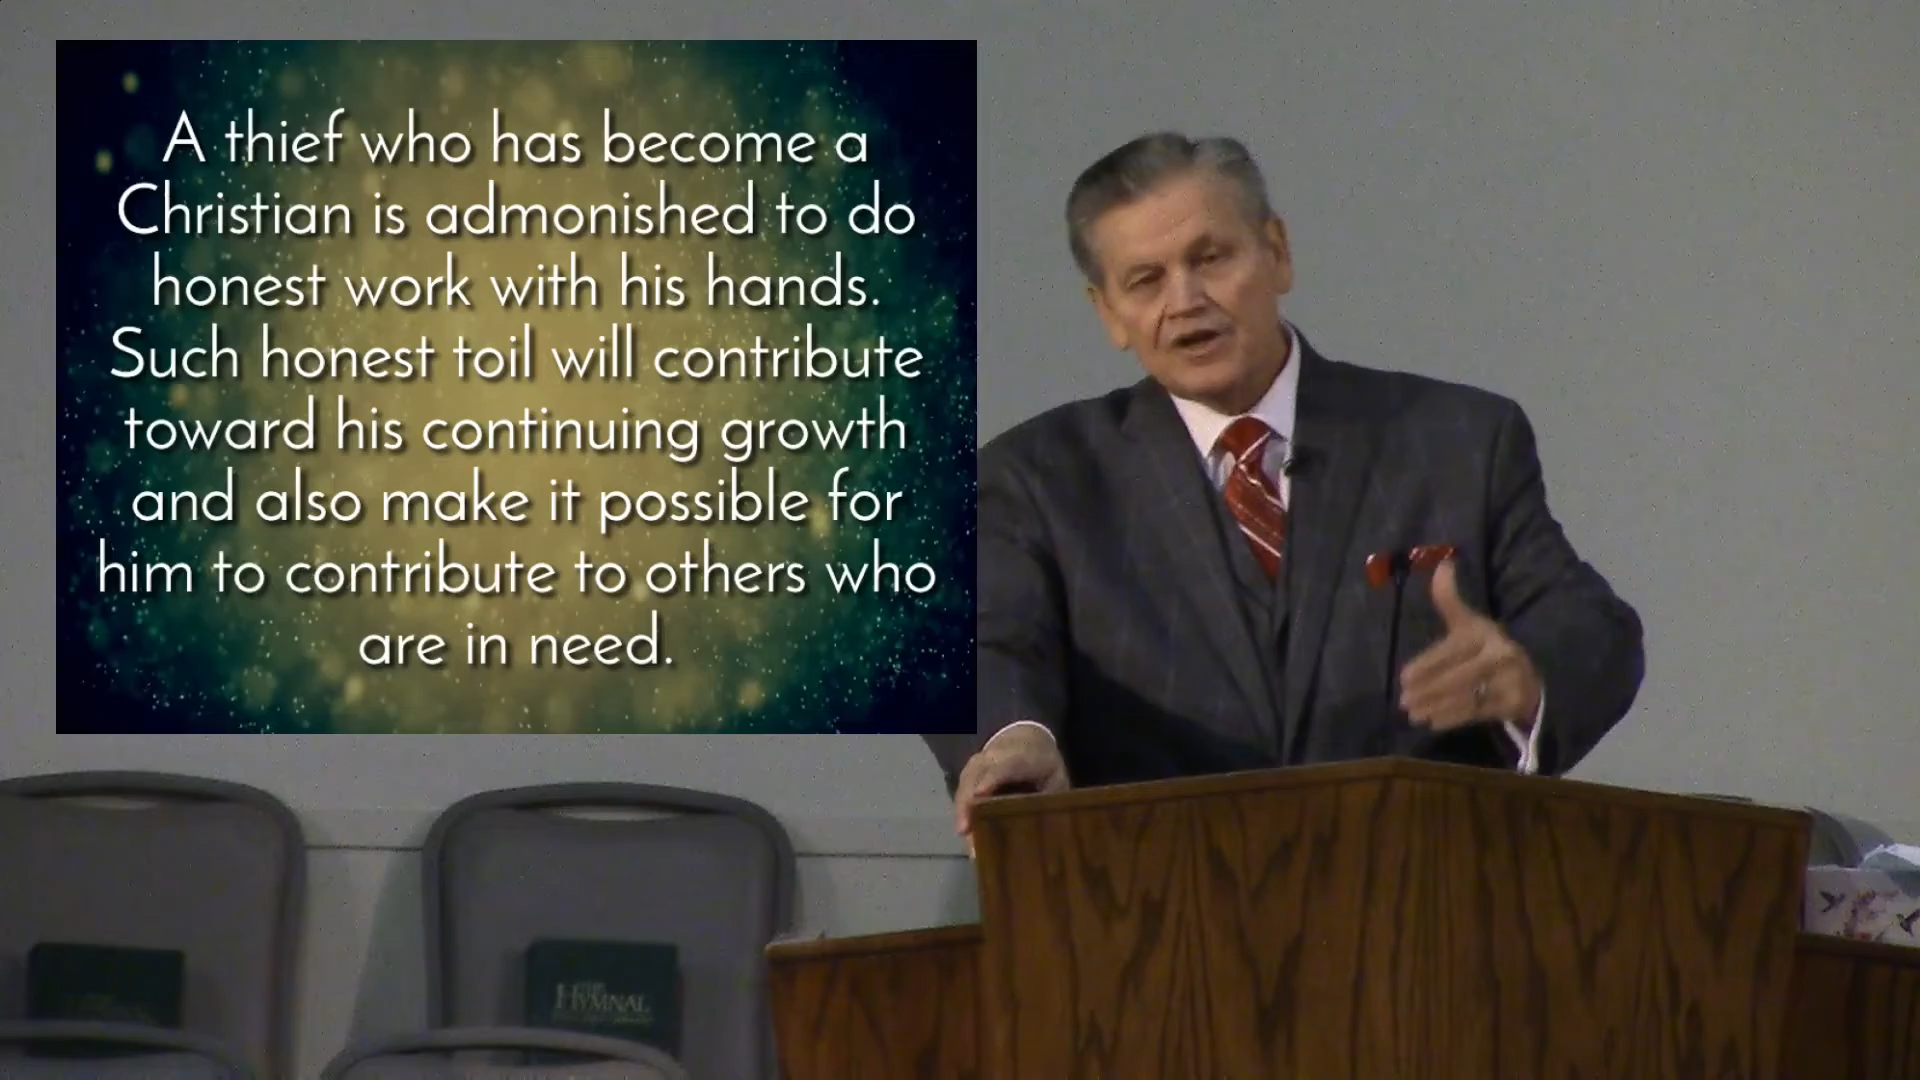 A thief who has become a
Christian is admonished to do
honest work with his hands.
Such honest toil will contribute
toward his continuing growth
and also make it possible for
him to contribute to others who
are in need.
THE
HYMNAL